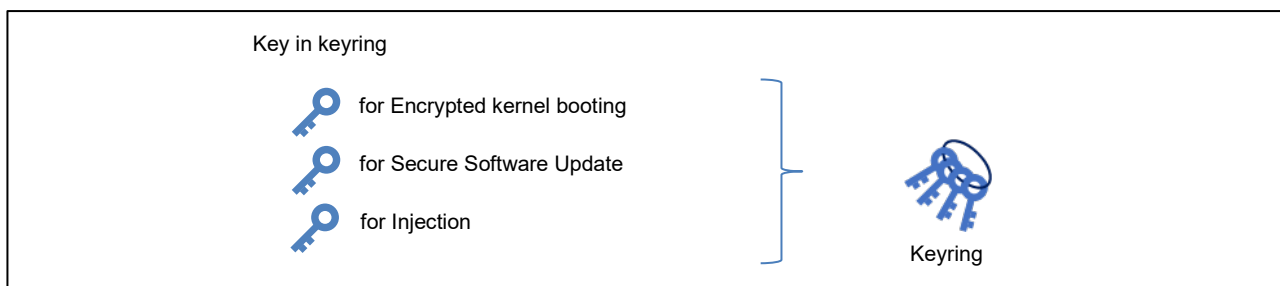 Key in keyring
for Encrypted kernel booting
for Secure Software Update
for Injection
Keyring